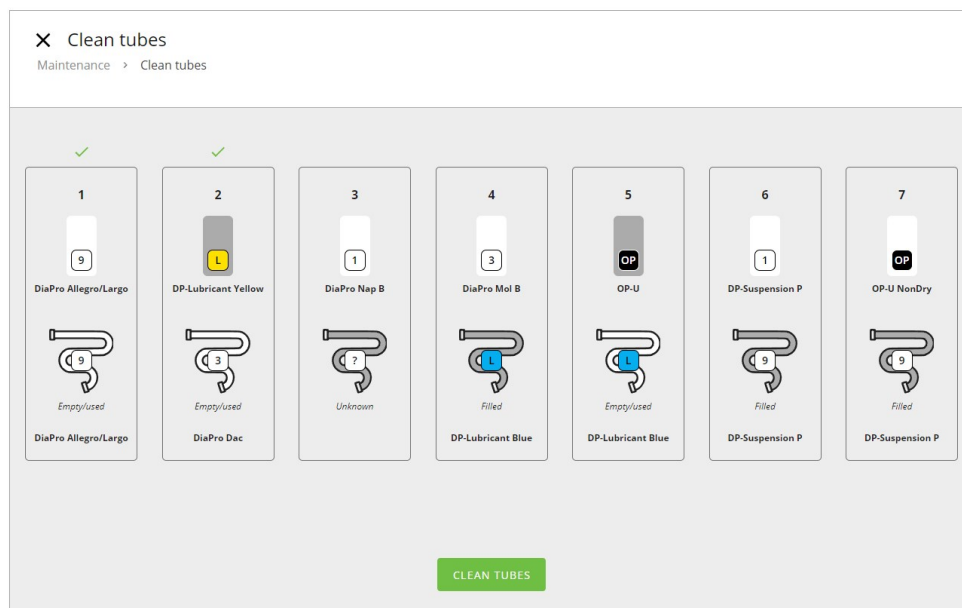 Clean tubes
Maintenance > Clean tubes
1 2 3 4 5 6 7
9 L 1 3 OP 1 OP
DiaPro Allegro/Largo DP-Lubricant Yellow DiaPro Nap B DiaPro Mol B OP-U DP-Suspension P OP-U NonDry
9 3 ? L L 9 9
Empty/used Empty/used Unknown Filled Empty/used Filled Filled
DiaPro Allegro/Largo DiaPro Dac DP-Lubricant Blue DP-Lubricant Blue DP-Suspension P DP-Suspension P
CLEAN TUBES